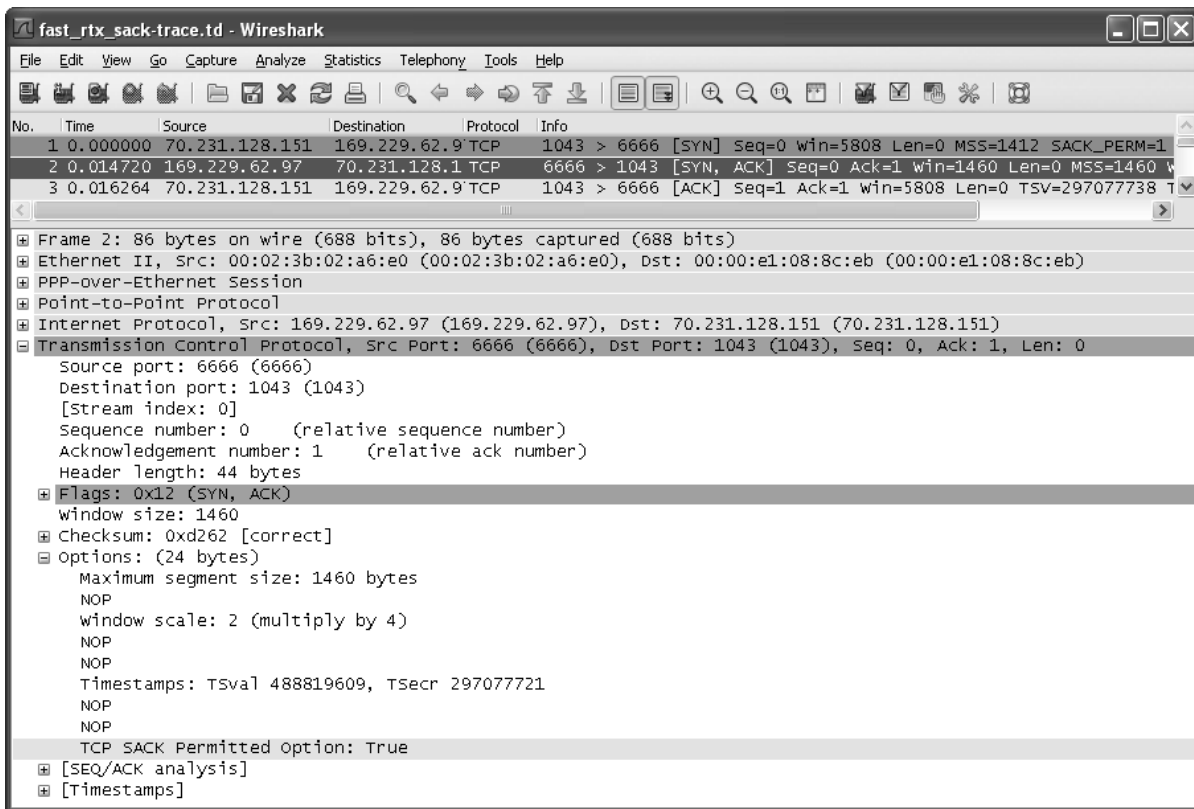 fast_rtx_sack-trace.td - Wireshark
File Edit View Go Capture Analyze Statistics Telephony Tools Help
No. Time Source Destination Protocol Info
1 0.000000 70.231.128.151 169.229.62.9 TCP 1043 > 6666 [SYN] Seq=0 Win=5808 Len=0 MSS=1412 SACK_PERM=1
2 0.014720 169.229.62.97 70.231.128.1 TCP 6666 > 1043 [SYN, ACK] Seq=0 Ack=1 Win=1460 Len=0 MSS=1460 W
3 0.016264 70.231.128.151 169.229.62.9 TCP 1043 > 6666 [ACK] Seq=1 Ack=1 Win=5808 Len=0 TSV=297077738 T
Frame 2: 86 bytes on wire (688 bits), 86 bytes captured (688 bits)
Ethernet II, Src: 00:02:3b:02:a6:e0 (00:02:3b:02:a6:e0), Dst: 00:00:e1:08:8c:eb (00:00:e1:08:8c:eb)
PPP-over-Ethernet Session
Point-to-Point Protocol
Internet Protocol, Src: 169.229.62.97 (169.229.62.97), Dst: 70.231.128.151 (70.231.128.151)
Transmission Control Protocol, Src Port: 6666 (6666), Dst Port: 1043 (1043), Seq: 0, Ack: 1, Len: 0
Source port: 6666 (6666)
Destination port: 1043 (1043)
[Stream index: 0]
Sequence number: 0 (relative sequence number)
Acknowledgement number: 1 (relative ack number)
Header length: 44 bytes
Flags: 0x12 (SYN, ACK)
Window size: 1460
Checksum: 0xd262 [correct]
Options: (24 bytes)
Maximum segment size: 1460 bytes
NOP
Window scale: 2 (multiply by 4)
NOP
NOP
Timestamps: TSval 488819609, TSecr 297077721
NOP
NOP
TCP SACK Permitted Option: True
[SEQ/ACK analysis]
[Timestamps]